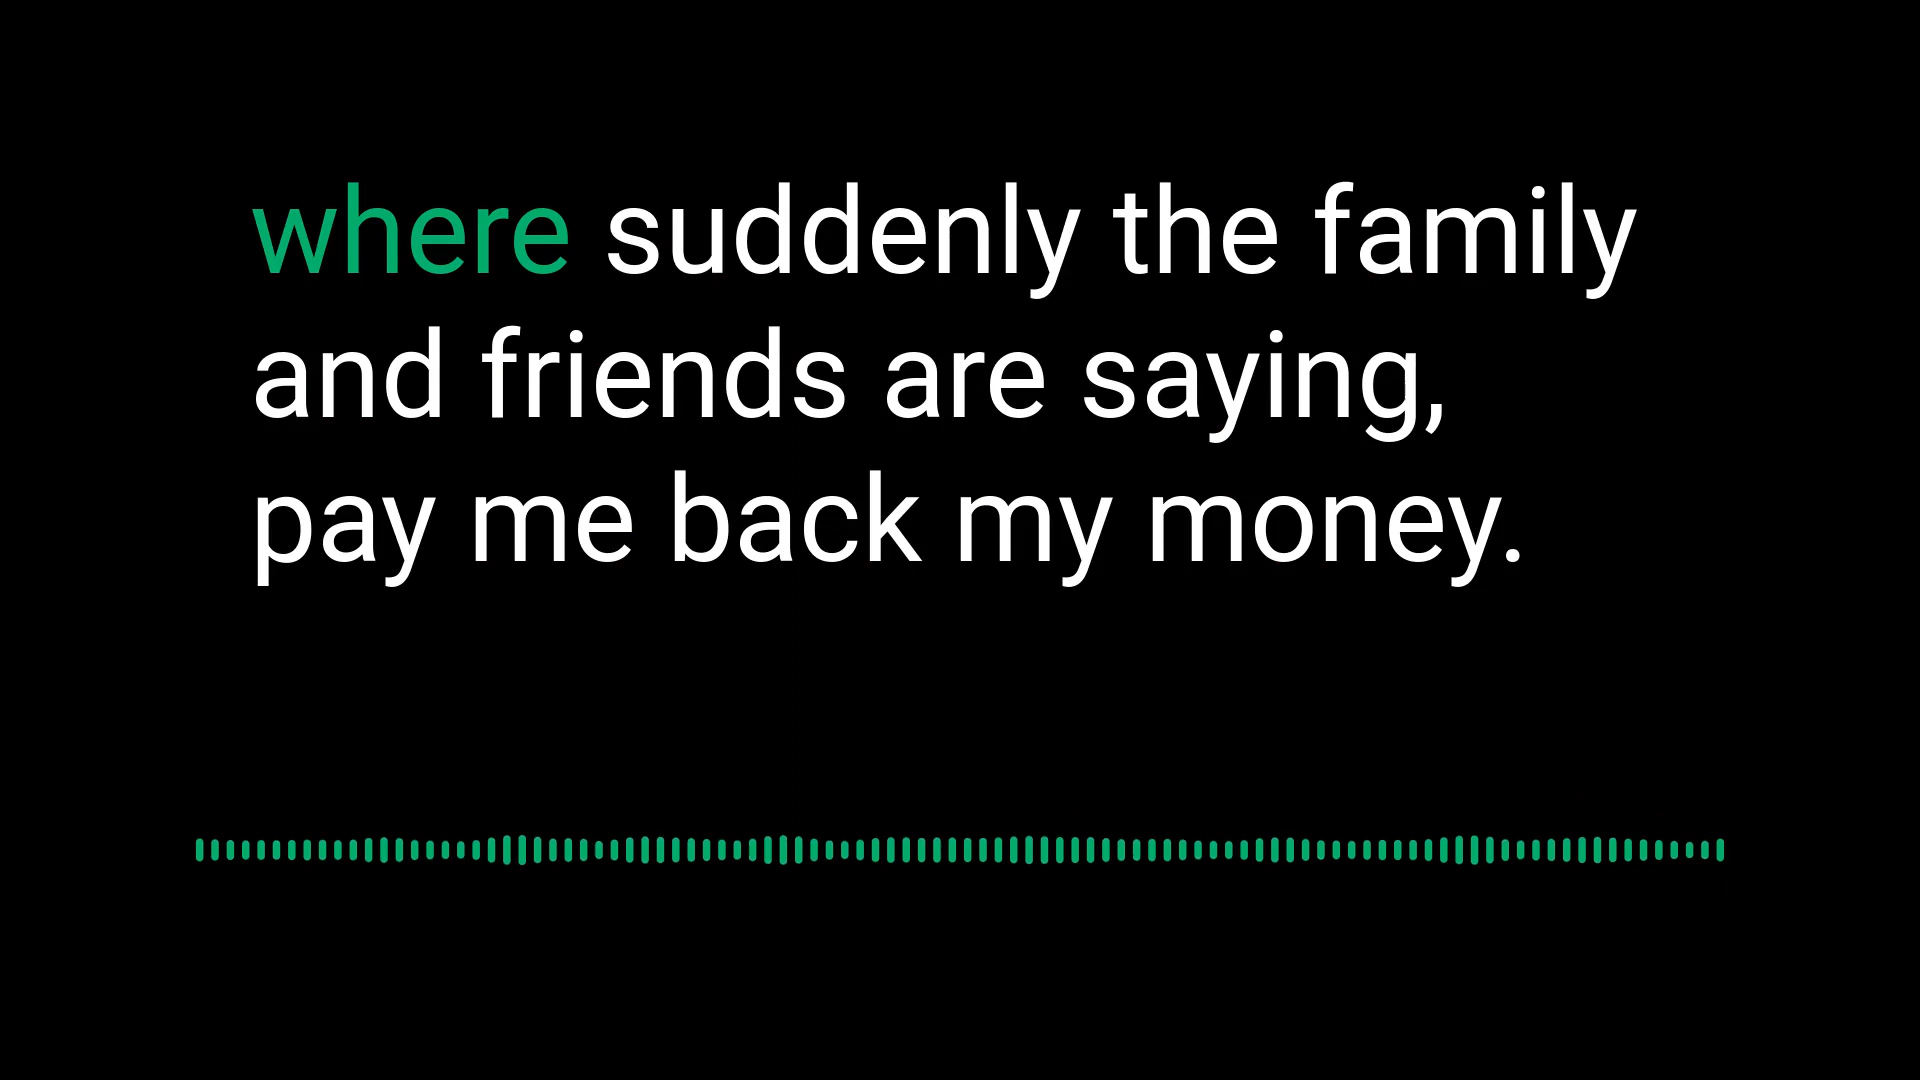 where suddenly the family
and friends are saying,
pay me back my money.